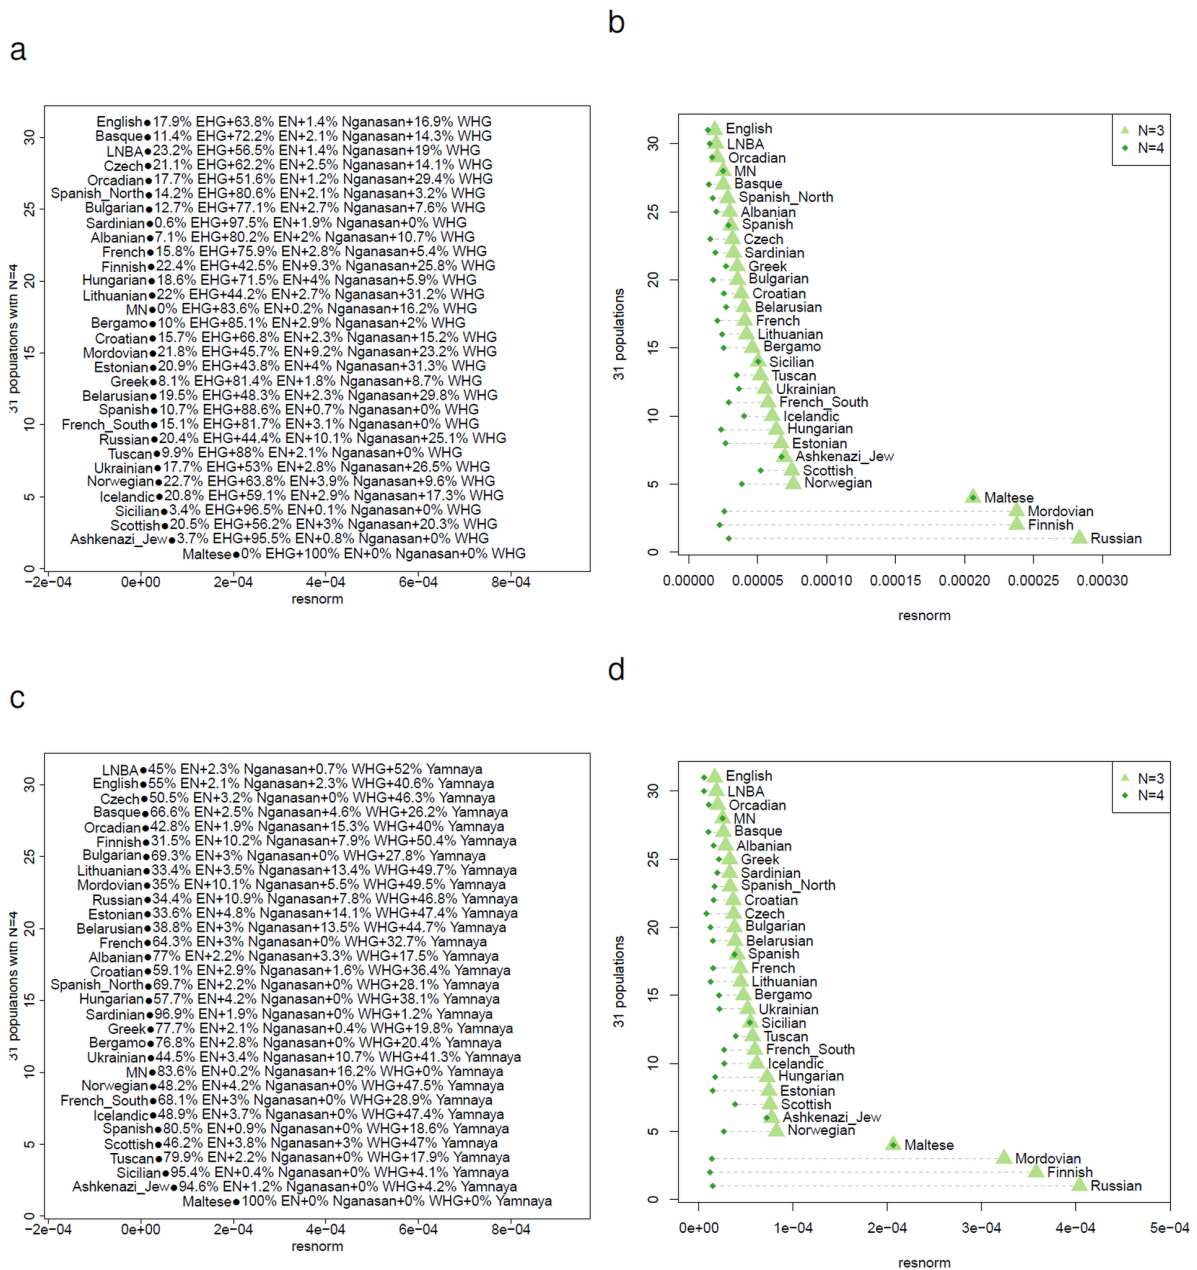 a
English 17.9% EHG+63.8% EN+1.4% Nganasan+16.9% WHG
Basque 11.4% EHG+72.2% EN+2.1% Nganasan+14.3% WHG
LNBA 23.2% EHG+56.5% EN+1.4% Nganasan+19% WHG
Czech 21.1% EHG+62.2% EN+2.5% Nganasan+14.1% WHG
Orcadian 17.7% EHG+51.6% EN+1.2% Nganasan+29.4% WHG
Spanish_North 14.2% EHG+80.6% EN+2.1% Nganasan+3.2% WHG
Bulgarian 12.7% EHG+77.1% EN+2.7% Nganasan+7.6% WHG
Sardinian 0.6% EHG+97.5% EN+1.9% Nganasan+0% WHG
Albanian 7.1% EHG+80.2% EN+2% Nganasan+10.7% WHG
French 15.8% EHG+75.9% EN+2.8% Nganasan+5.4% WHG
Finnish 22.4% EHG+42.5% EN+9.3% Nganasan+25.8% WHG
Hungarian 18.6% EHG+71.5% EN+4% Nganasan+5.9% WHG
Lithuanian 22% EHG+44.2% EN+2.7% Nganasan+31.2% WHG
MN 0% EHG+83.6% EN+0.2% Nganasan+16.2% WHG
Bergamo 10% EHG+85.1% EN+2.9% Nganasan+2% WHG
Croatian 15.7% EHG+66.8% EN+2.3% Nganasan+15.2% WHG
Mordovian 21.8% EHG+45.7% EN+9.2% Nganasan+23.2% WHG
Estonian 20.9% EHG+43.8% EN+4% Nganasan+31.3% WHG
Greek 8.1% EHG+81.4% EN+1.8% Nganasan+8.7% WHG
Belarusian 19.5% EHG+48.3% EN+2.3% Nganasan+29.8% WHG
Spanish 10.7% EHG+88.6% EN+0.7% Nganasan+0% WHG
French_South 15.1% EHG+81.7% EN+3.1% Nganasan+0% WHG
Russian 20.4% EHG+44.4% EN+10.1% Nganasan+25.1% WHG
Tuscan 9.9% EHG+88% EN+2.1% Nganasan+0% WHG
Ukrainian 17.7% EHG+53% EN+2.8% Nganasan+26.5% WHG
Norwegian 22.7% EHG+63.8% EN+3.9% Nganasan+9.6% WHG
Icelandic 20.8% EHG+59.1% EN+2.9% Nganasan+17.3% WHG
Sicilian 3.4% EHG+96.5% EN+0.1% Nganasan+0% WHG
Scottish 20.5% EHG+56.2% EN+3% Nganasan+20.3% WHG
Ashkenazi_Jew 3.7% EHG+95.5% EN+0.8% Nganasan+0% WHG
Maltese 0% EHG+100% EN+0% Nganasan+0% WHG
31 populations with N=4
30
25
20
15
10
5
0
−2e−04 0e+00 2e−04 4e−04 6e−04 8e−04
resnorm
b
N=3
N=4
English
LNBA
Orcadian
MN
Basque
Spanish_North
Albanian
Spanish
Czech
Sardinian
Greek
Bulgarian
Croatian
Belarusian
French
Lithuanian
Bergamo
Sicilian
Tuscan
Ukrainian
French_South
Icelandic
Hungarian
Estonian
Ashkenazi_Jew
Scottish
Norwegian
Maltese
Mordovian
Finnish
Russian
31 populations
30
25
20
15
10
5
0
0.00000 0.00005 0.00010 0.00015 0.00020 0.00025 0.00030
resnorm
c
LNBA 45% EN+2.3% Nganasan+0.7% WHG+52% Yamnaya
English 55% EN+2.1% Nganasan+2.3% WHG+40.6% Yamnaya
Czech 50.5% EN+3.2% Nganasan+0% WHG+46.3% Yamnaya
Basque 66.6% EN+2.5% Nganasan+4.6% WHG+26.2% Yamnaya
Orcadian 42.8% EN+1.9% Nganasan+15.3% WHG+40% Yamnaya
Finnish 31.5% EN+10.2% Nganasan+7.9% WHG+50.4% Yamnaya
Bulgarian 69.3% EN+3% Nganasan+0% WHG+27.8% Yamnaya
Lithuanian 33.4% EN+3.5% Nganasan+13.4% WHG+49.7% Yamnaya
Mordovian 35% EN+10.1% Nganasan+5.5% WHG+49.5% Yamnaya
Russian 34.4% EN+10.9% Nganasan+7.8% WHG+46.8% Yamnaya
Estonian 33.6% EN+4.8% Nganasan+14.1% WHG+47.4% Yamnaya
Belarusian 38.8% EN+3% Nganasan+13.5% WHG+44.7% Yamnaya
French 64.3% EN+3% Nganasan+0% WHG+32.7% Yamnaya
Albanian 77% EN+2.2% Nganasan+3.3% WHG+17.5% Yamnaya
Croatian 59.1% EN+2.9% Nganasan+1.6% WHG+36.4% Yamnaya
Spanish_North 69.7% EN+2.2% Nganasan+0% WHG+28.1% Yamnaya
Hungarian 57.7% EN+4.2% Nganasan+0% WHG+38.1% Yamnaya
Sardinian 96.9% EN+1.9% Nganasan+0% WHG+1.2% Yamnaya
Greek 77.7% EN+2.1% Nganasan+0.4% WHG+19.8% Yamnaya
Bergamo 76.8% EN+2.8% Nganasan+0% WHG+20.4% Yamnaya
Ukrainian 44.5% EN+3.4% Nganasan+10.7% WHG+41.3% Yamnaya
MN 83.6% EN+0.2% Nganasan+16.2% WHG+0% Yamnaya
Norwegian 48.2% EN+4.2% Nganasan+0% WHG+47.5% Yamnaya
French_South 68.1% EN+3% Nganasan+0% WHG+28.9% Yamnaya
Icelandic 48.9% EN+3.7% Nganasan+0% WHG+47.4% Yamnaya
Spanish 80.5% EN+0.9% Nganasan+0% WHG+18.6% Yamnaya
Scottish 46.2% EN+3.8% Nganasan+3% WHG+47% Yamnaya
Tuscan 79.9% EN+2.2% Nganasan+0% WHG+17.9% Yamnaya
Sicilian 95.4% EN+0.4% Nganasan+0% WHG+4.1% Yamnaya
Ashkenazi_Jew 94.6% EN+1.2% Nganasan+0% WHG+4.2% Yamnaya
Maltese 100% EN+0% Nganasan+0% WHG+0% Yamnaya
31 populations with N=4
30
25
20
15
10
5
0
−2e−04 0e+00 2e−04 4e−04 6e−04 8e−04
resnorm
d
N=3
N=4
English
LNBA
Orcadian
MN
Basque
Albanian
Greek
Sardinian
Spanish_North
Croatian
Czech
Bulgarian
Belarusian
Spanish
French
Lithuanian
Bergamo
Ukrainian
Sicilian
Tuscan
French_South
Icelandic
Hungarian
Estonian
Scottish
Ashkenazi_Jew
Norwegian
Maltese
Mordovian
Finnish
Russian
31 populations
30
25
20
15
10
5
0
0e+00 1e−04 2e−04 3e−04 4e−04 5e−04
resnorm